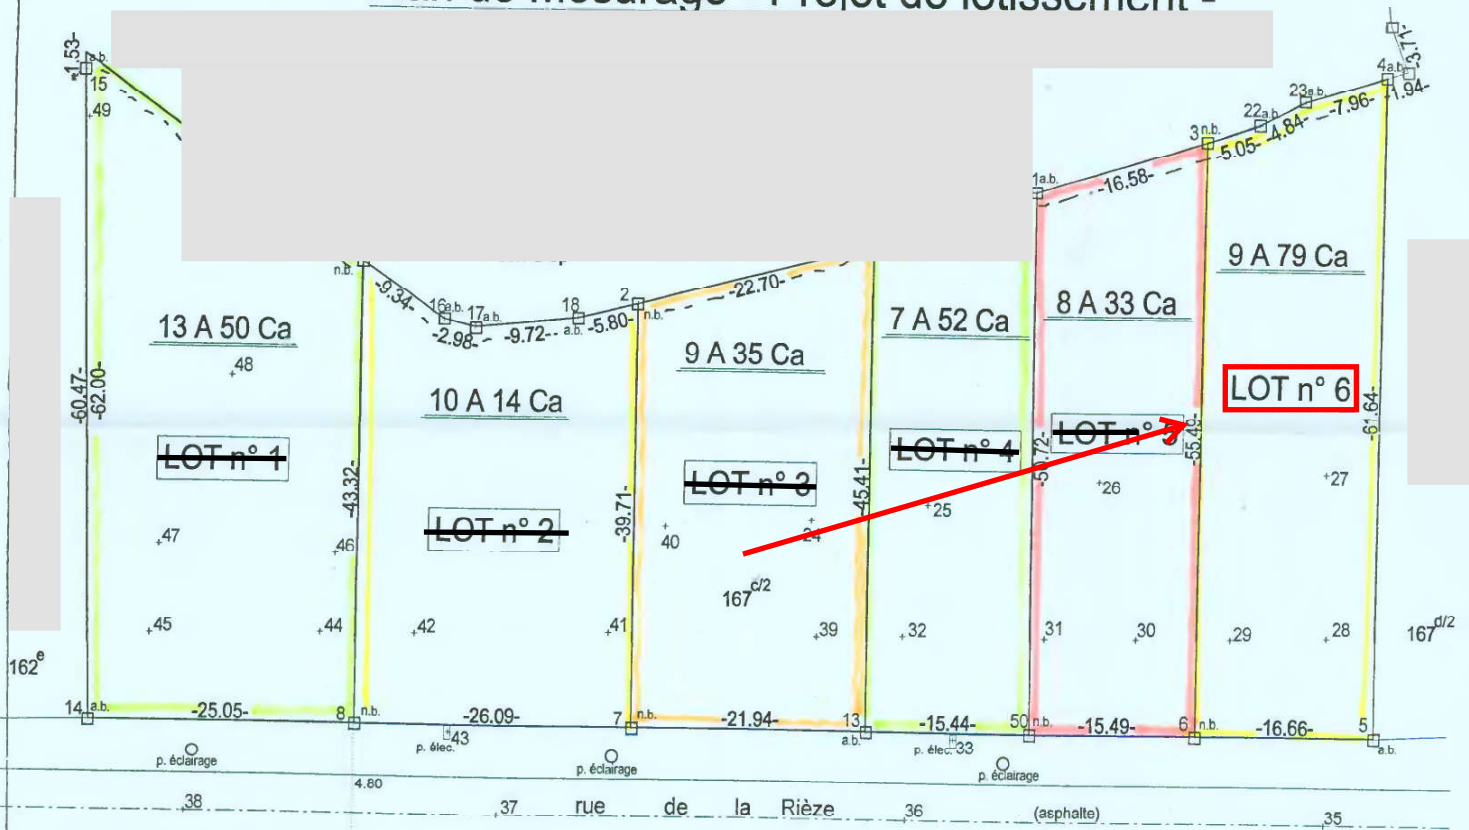 de Mesurage - Projet de lotissement -
-1.53-
a.b.
15
49
-3.71-
4 a.b.
-1.94-
23 a.b.
-7.96-
22 a.b.
-4.84-
3 n.b.
-5.05-
1 a.b.
-16.58-
9 A 79 Ca
n.b.
-9.34-
16 a.b.
17 a.b.
18
a.b.
2
n.b.
-22.70-
-2.98-
-9.72-
-5.80-
13 A 50 Ca
8 A 33 Ca
7 A 52 Ca
9 A 35 Ca
48
-60.47-
-62.00-
10 A 14 Ca
LOT n° 6
-61.64-
LOT n° 1
LOT n° 2
LOT n° 3
LOT n° 4
LOT n° 5
-43.32-
-39.71-
-45.41-
-50.72-
-55.49-
27
26
25
24
40
47
46
167 c/2
45
44
42
41
39
32
31
30
29
28
167 d/2
162 e
14 a.b.
-25.05-
8 n.b.
-26.09-
7 n.b.
-21.94-
13
a.b.
-15.44-
50 n.b.
-15.49-
6 n.b.
-16.66-
5
a.b.
p. élec.
43
p. élec.
33
p. éclairage
p. éclairage
p. éclairage
4.80
38
37
rue de la Rièze
36
(asphalte)
35